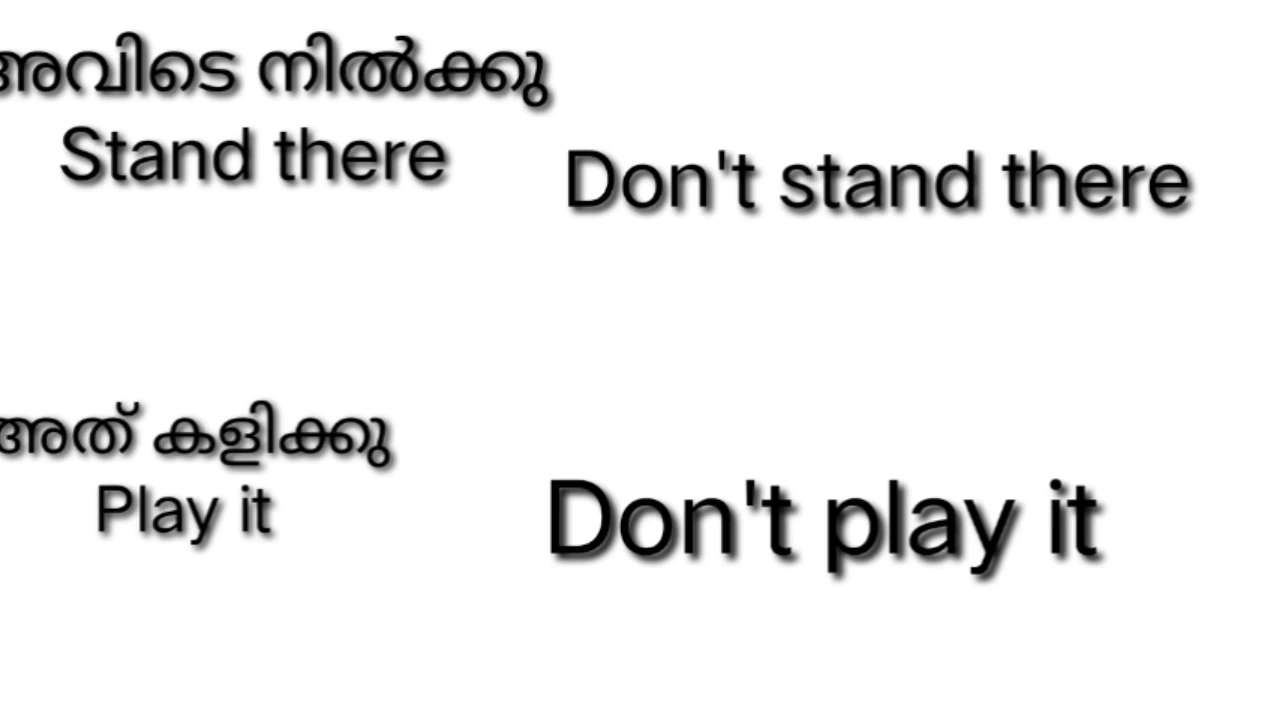 അവിടെ നിൽക്കു
Stand there
Don't stand there
അത് കളിക്കു
Play it
Don't play it